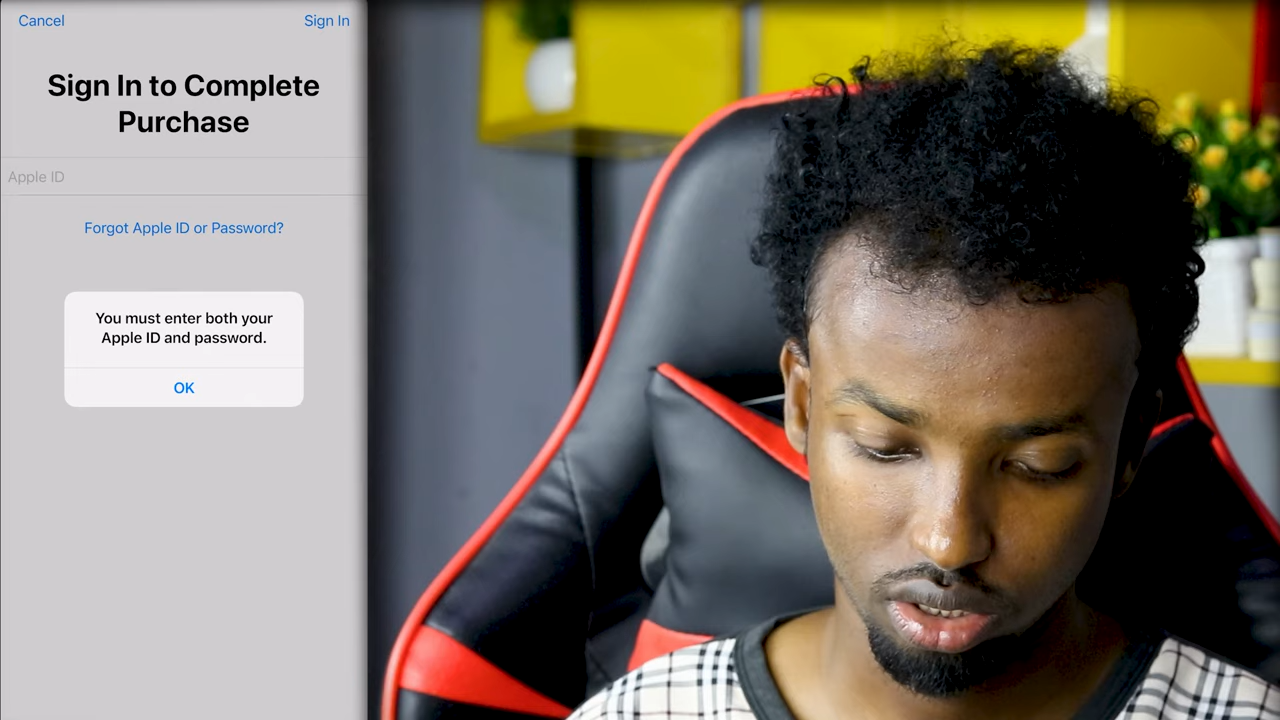 Cancel
Sign In
Sign In to Complete
Purchase
Apple ID
Forgot Apple ID or Password?
You must enter both your
Apple ID and password.
OK